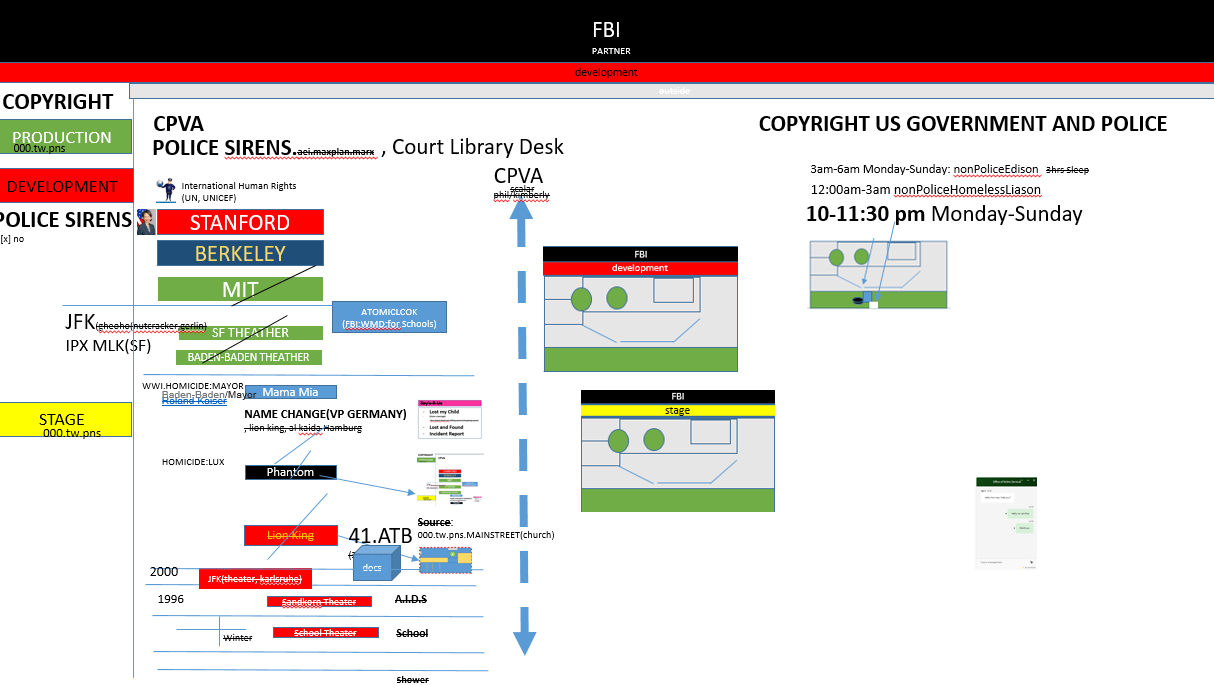 FBI
PARTNER
development
outside
COPYRIGHT
PRODUCTION
000.tw.pns
DEVELOPMENT
POLICE SIRENS
[x] no
STAGE
000.tw.pns
CPVA
POLICE SIRENS.aei.maxplan.marx , Court Library Desk
CPVA
scalar
phil/kimberly
International Human Rights
(UN, UNICEF)
STANFORD
BERKELEY
MIT
JFK
SF THEATHER
IPX MLK(SF)
BADEN-BADEN THEATHER
ATOMICLCOK
(FBI:WMD:for Schools)
WWI.HOMICIDE:MAYOR
Baden-Baden/Mayor
Roland Kaiser
Mama Mia
NAME CHANGE(VP GERMANY)
, lion king, al kaida Hamburg
HOMICIDE:LUX
Phantom
Lion King
41.ATB
Source:
000.tw.pns.MAINSTREET(church)
docs
2000
JFK(theater, karlsruhe)
1996
Sandkorn Theater
A.I.D.S
Winter
School Theater
School
Shower
Lost my Child
Lost and Found
Incident Report
FBI
development
FBI
stage
COPYRIGHT US GOVERNMENT AND POLICE
3am-6am Monday-Sunday: nonPoliceEdison 3hrs Sleep
12:00am-3am nonPoliceHomelessLiason
10-11:30 pm Monday-Sunday